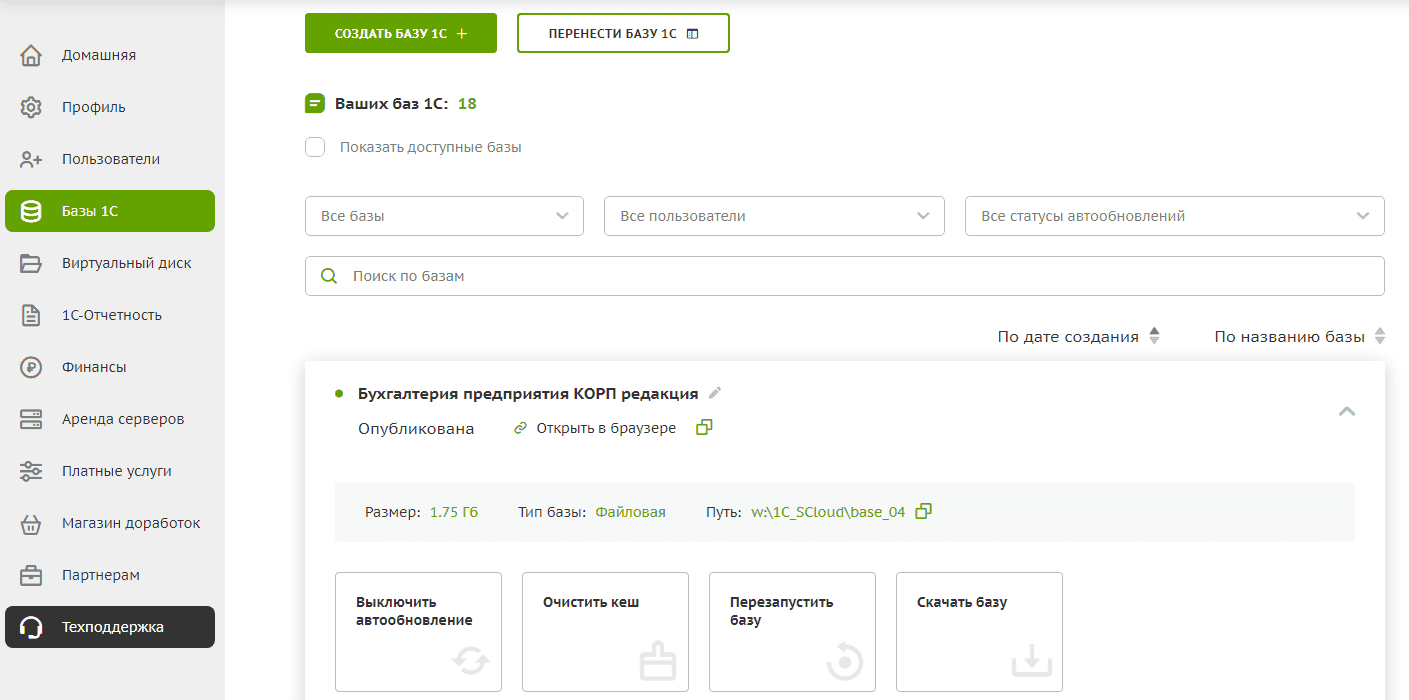 Домашняя
Профиль
Пользователи
Базы 1С
Виртуальный диск
1С-Отчетность
Финансы
Аренда серверов
Платные услуги
Магазин доработок
Партнерам
Техподдержка
СОЗДАТЬ БАЗУ 1С +
ПЕРЕНЕСТИ БАЗУ 1С
Ваших баз 1С: 18
Показать доступные базы
Все базы
Все пользователи
Все статусы автообновлений
Поиск по базам
По дате создания
По названию базы
Бухгалтерия предприятия КОРП редакция
Опубликована
Открыть в браузере
Размер: 1.75 Гб
Тип базы: Файловая
Путь: w:\1C_SCloud\base_04
Выключить
автообновление
Очистить кеш
Перезапустить
базу
Скачать базу